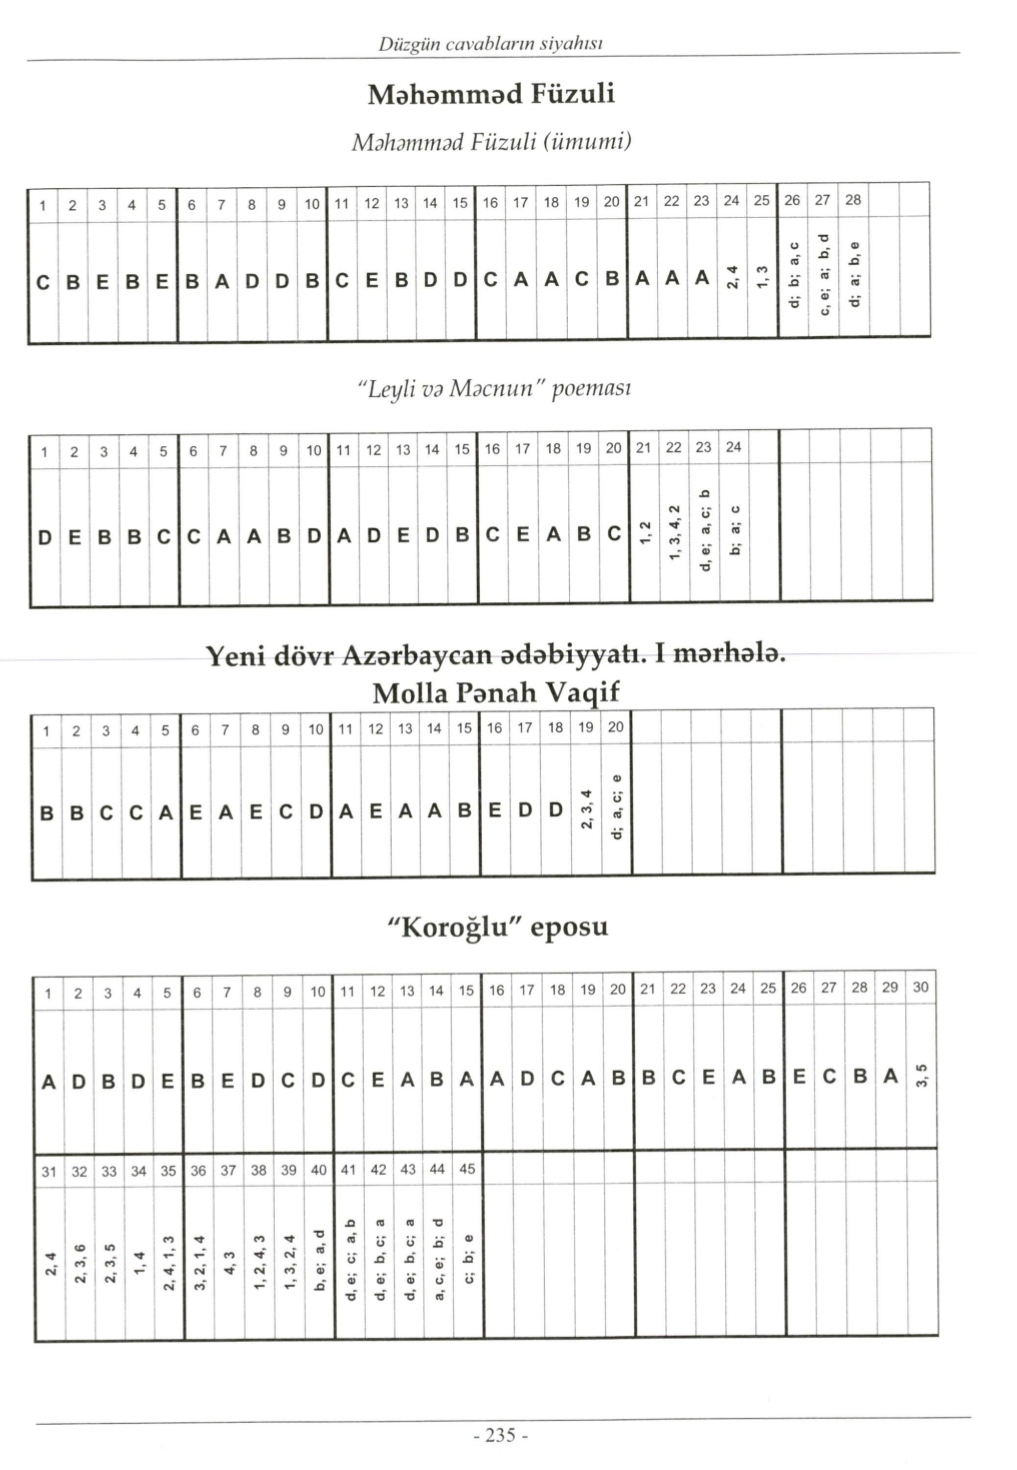 Düzgün cavabların siyahısı
Məhəmməd Füzuli
Məhəmməd Füzuli (ümumi)
1 2 3 4 5 6 7 8 9 10 11 12 13 14 15 16 17 18 19 20 21 22 23 24 25 26 27 28
C B E B E B A D D B C E B D D C A A C B A A A 2, 4 1, 3 d; b; a, c c, e; a; b, d d; a; b, e
"Leyli və Məcnun" poeması
1 2 3 4 5 6 7 8 9 10 11 12 13 14 15 16 17 18 19 20 21 22 23 24
D E B B C C A A B D A D E D B C E A B C 1, 2 1, 3, 4, 2 d, e; a, c; b b; a; c
Yeni dövr Azərbaycan ədəbiyyatı. I mərhələ.
Molla Pənah Vaqif
1 2 3 4 5 6 7 8 9 10 11 12 13 14 15 16 17 18 19 20
B B C C A E A E C D A E A A B E D D 2, 3, 4 d; a, c; e
"Koroğlu" eposu
1 2 3 4 5 6 7 8 9 10 11 12 13 14 15 16 17 18 19 20 21 22 23 24 25 26 27 28 29 30
A D B D E B E D C D C E A B A A D C A B B C E A B E C B A 3, 5
31 32 33 34 35 36 37 38 39 40 41 42 43 44 45
2, 4 2, 3, 6 2, 3, 5 1, 4 2, 4, 1, 3 3, 2, 1, 4 4, 3 1, 2, 4, 3 1, 3, 2, 4 b, e; a, d d, e; c; a, b d, e; b, c; a d, e; b, c; a a, c, e; b; d c; b; e
- 235 -